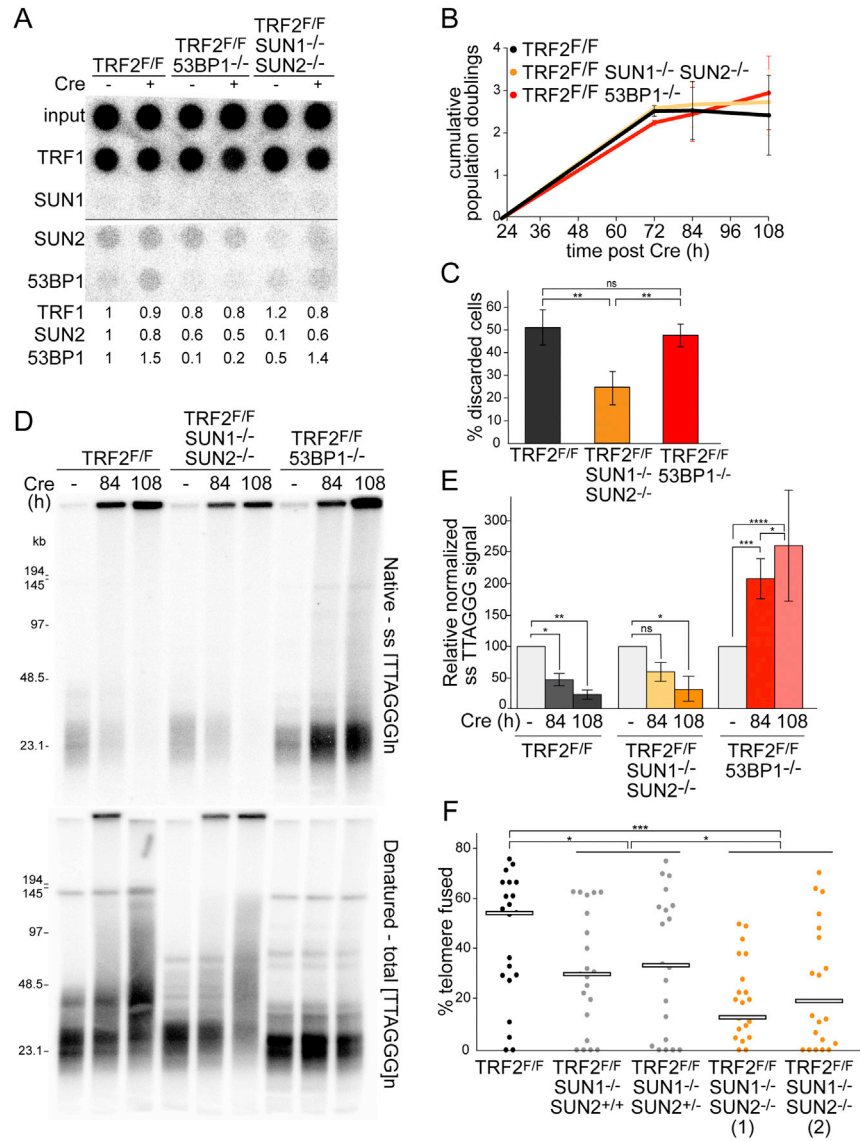 A
TRF2F/F
TRF2F/F
53BP1-/-
TRF2F/F
SUN1-/-
SUN2-/-
Cre - + - + - +
input
TRF1
SUN1
SUN2
53BP1
TRF1 1 0.9 0.8 0.8 1.2 0.8
SUN2 1 0.8 0.6 0.5 0.1 0.6
53BP1 1 1.5 0.1 0.2 0.5 1.4
B
TRF2F/F
TRF2F/F SUN1-/- SUN2-/-
TRF2F/F 53BP1-/-
cumulative
population doublings
4
3
2
1
0
24 36 48 60 72 84 96 108
time post Cre (h)
C
ns
** **
% discarded cells
60
50
40
30
20
10
0
TRF2F/F
TRF2F/F
SUN1-/-
SUN2-/-
TRF2F/F
53BP1-/-
D
TRF2F/F
TRF2F/F
SUN1-/-
SUN2-/-
TRF2F/F
53BP1-/-
Cre - 84 108 - 84 108 - 84 108
(h)
kb
194-
145-
97-
48.5-
23.1-
Native - ss [TTAGGG]n
194-
145-
97-
48.5-
23.1-
Denatured - total [TTAGGG]n
E
Relative normalized
ss TTAGGG signal
300
250
200
150
100
50
0
**
*
*
ns
****
*** *
Cre (h) - 84 108 - 84 108 - 84 108
TRF2F/F
TRF2F/F
SUN1-/-
SUN2-/-
TRF2F/F
53BP1-/-
F
***
* *
% telomere fused
80
60
40
20
0
TRF2F/F
TRF2F/F
SUN1-/-
SUN2+/+
TRF2F/F
SUN1-/-
SUN2+/-
TRF2F/F
SUN1-/-
SUN2-/-
(1)
TRF2F/F
SUN1-/-
SUN2-/-
(2)